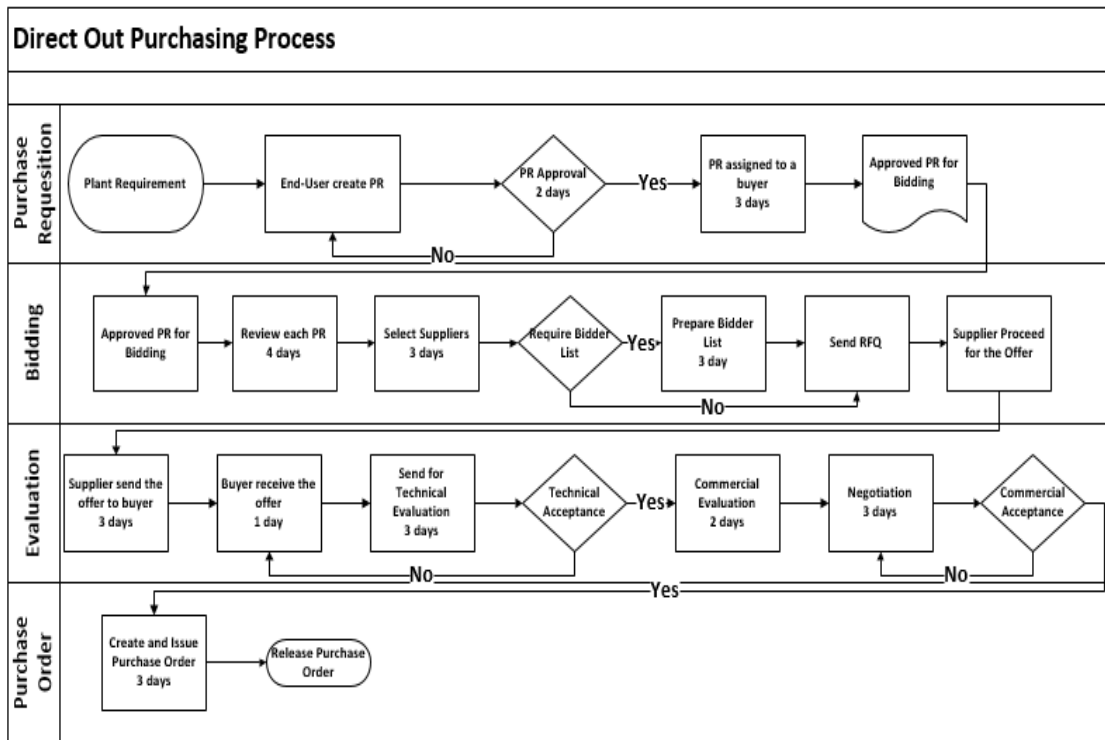 Direct Out Purchasing Process
Purchase
Requesition
Plant Requirement
End-User create PR
PR Approval
2 days
Yes
PR assigned to a
buyer
3 days
Approved PR for
Bidding
No
Bidding
Approved PR for
Bidding
Review each PR
4 days
Select Suppliers
3 days
Require Bidder
List
Yes
Prepare Bidder
List
3 day
Send RFQ
Supplier Proceed
for the Offer
No
Evaluation
Supplier send the
offer to buyer
3 days
Buyer receive the
offer
1 day
Send for
Technical
Evaluation
3 days
Technical
Acceptance
Yes
Commercial
Evaluation
2 days
Negotiation
3 days
Commercial
Acceptance
No
No
Yes
Purchase
Order
Create and Issue
Purchase Order
3 days
Release Purchase
Order